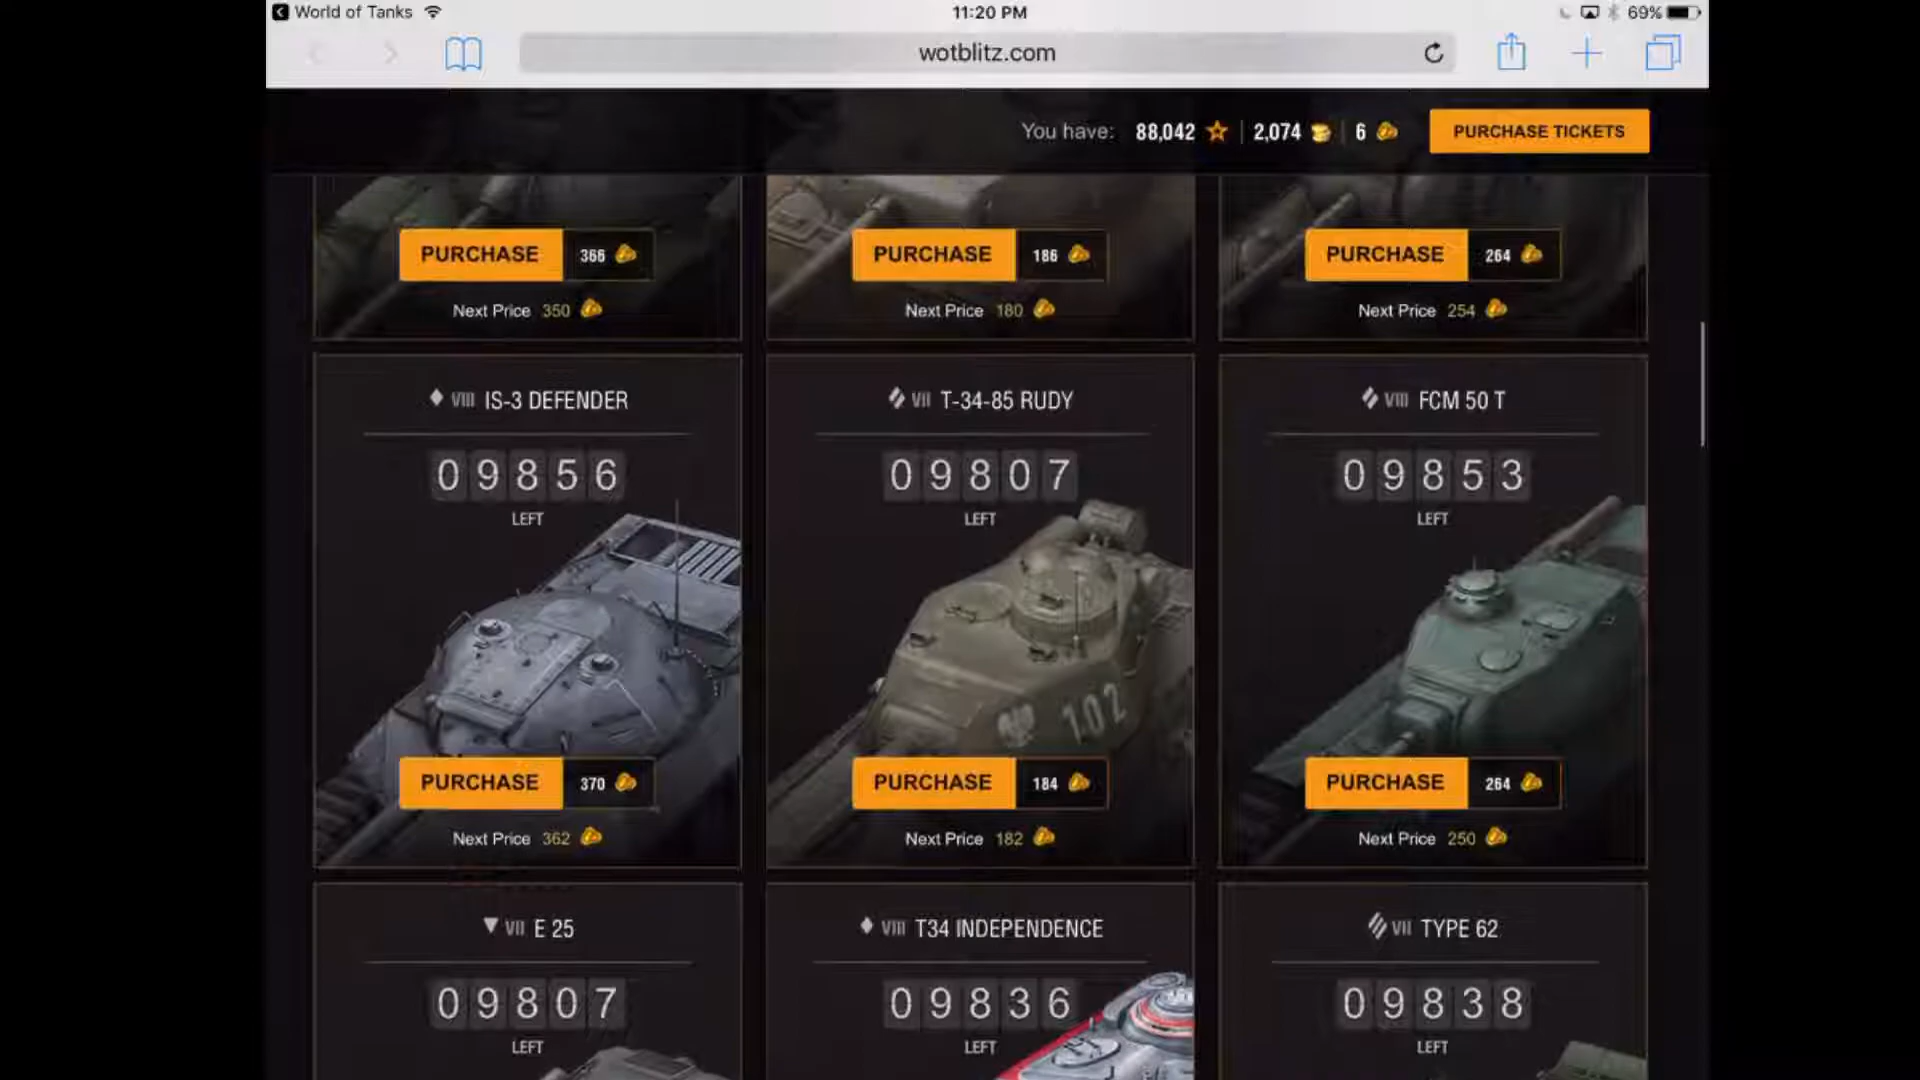 World of Tanks
11:20 PM
69%
wotblitz.com
You have: 88,042 2,074 6
PURCHASE TICKETS
PURCHASE 366
Next Price 350
PURCHASE 186
Next Price 180
PURCHASE 264
Next Price 254
VIII IS-3 DEFENDER
09856
LEFT
PURCHASE 370
Next Price 362
VII T-34-85 RUDY
09807
LEFT
102
PURCHASE 184
Next Price 182
VIII FCM 50 T
09853
LEFT
PURCHASE 264
Next Price 250
VII E 25
09807
LEFT
VIII T34 INDEPENDENCE
09836
LEFT
VII TYPE 62
09838
LEFT